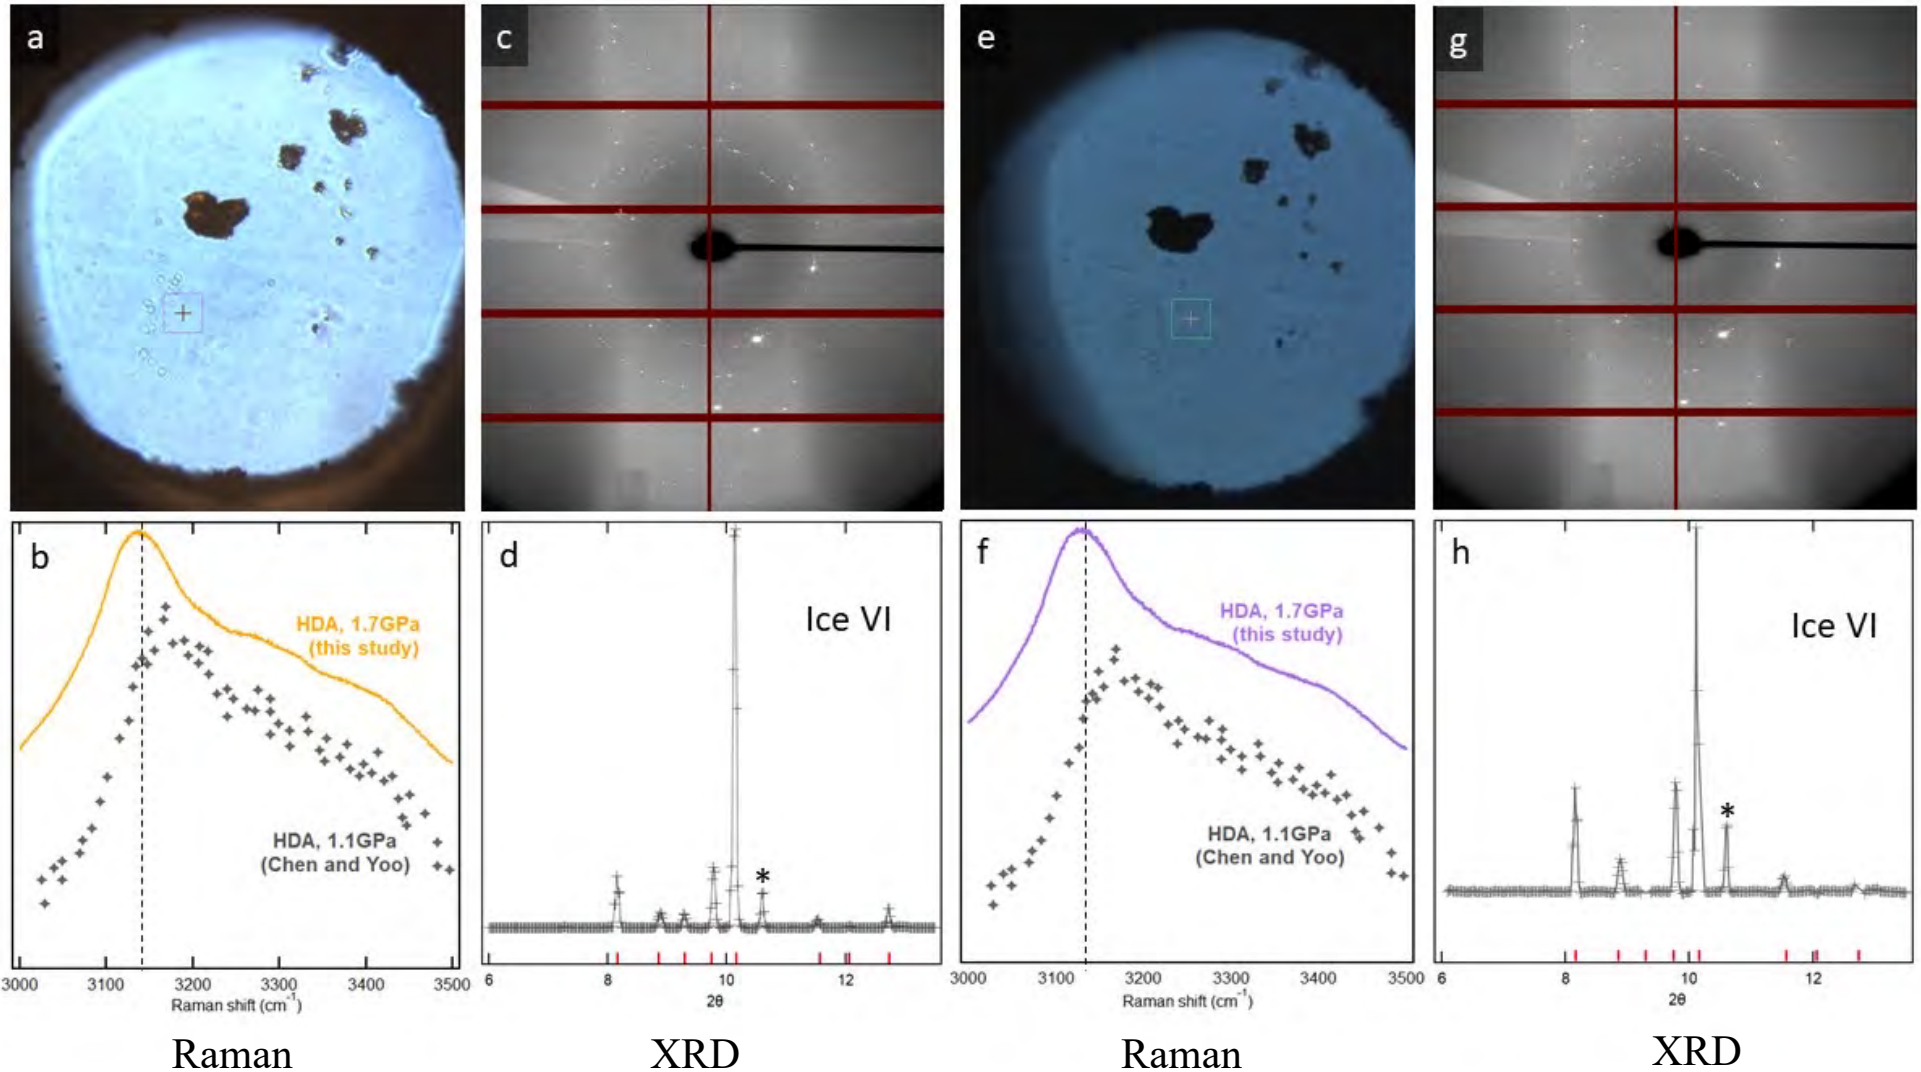 a
c
e
g
b
HDA, 1.7GPa
(this study)
HDA, 1.1GPa
(Chen and Yoo)
3000 3100 3200 3300 3400 3500
Raman shift (cm⁻¹)
d
Ice VI
*
6 8 10 12
2θ
f
HDA, 1.7GPa
(this study)
HDA, 1.1GPa
(Chen and Yoo)
3000 3100 3200 3300 3400 3500
Raman shift (cm⁻¹)
h
Ice VI
*
6 8 10 12
2θ
Raman
XRD
Raman
XRD